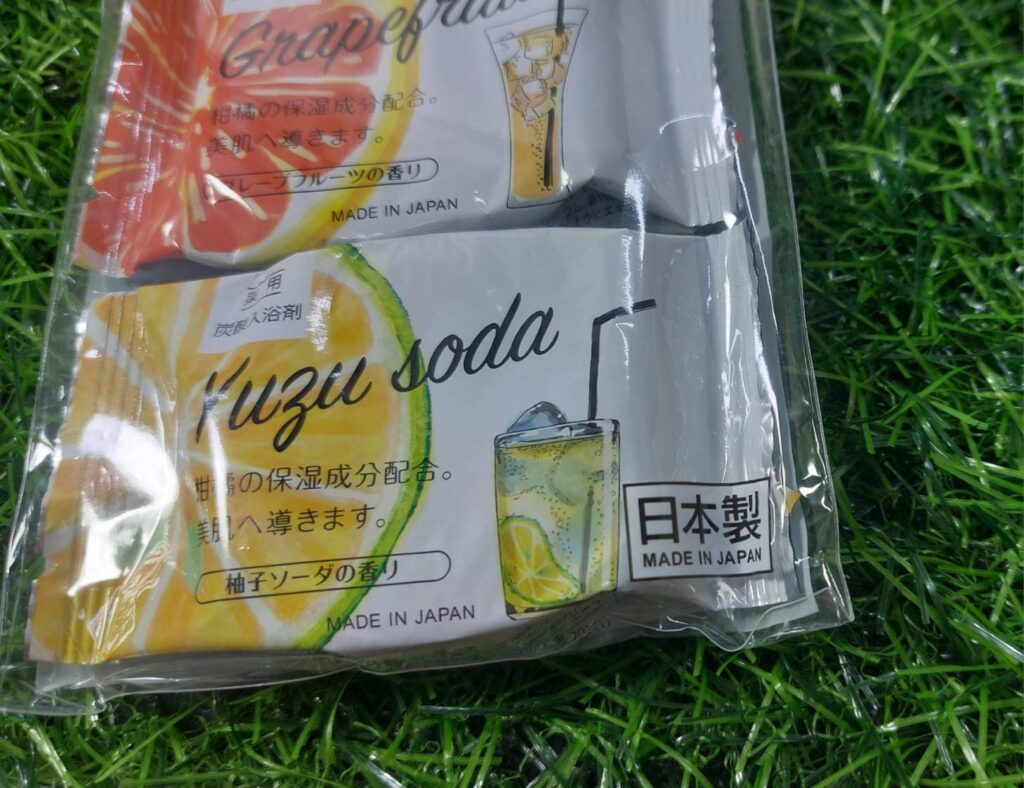 Grapefruit
柑橘の保湿成分配合。
美肌へ導きます。
グレープフルーツの香り
MADE IN JAPAN
薬用
炭酸入浴剤
Yuzu soda
柑橘の保湿成分配合。
美肌へ導きます。
柚子ソーダの香り
MADE IN JAPAN
日本製
MADE IN JAPAN